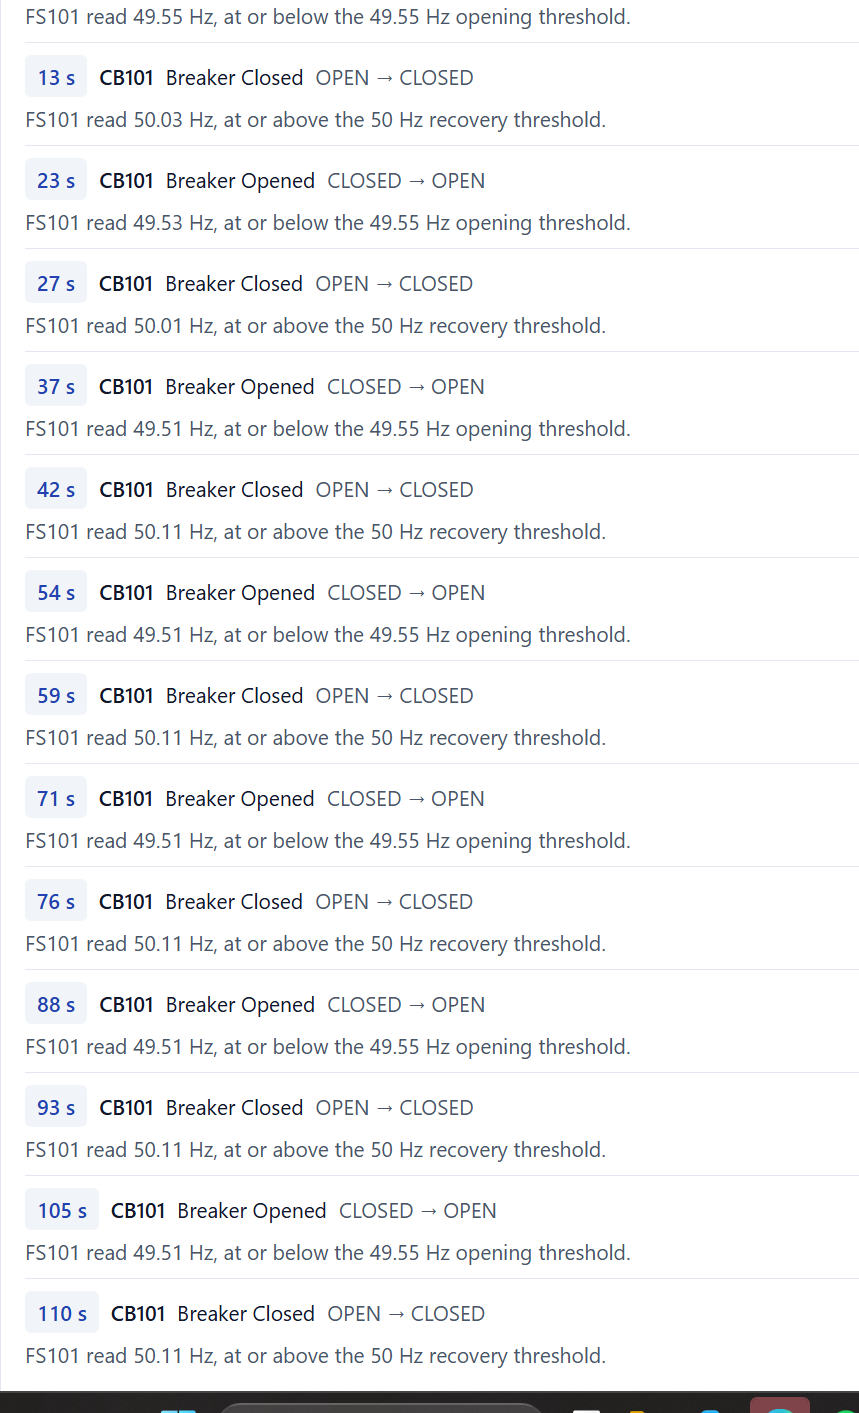 FS101 read 49.55 Hz, at or below the 49.55 Hz opening threshold.
13 s CB101 Breaker Closed OPEN → CLOSED
FS101 read 50.03 Hz, at or above the 50 Hz recovery threshold.
23 s CB101 Breaker Opened CLOSED → OPEN
FS101 read 49.53 Hz, at or below the 49.55 Hz opening threshold.
27 s CB101 Breaker Closed OPEN → CLOSED
FS101 read 50.01 Hz, at or above the 50 Hz recovery threshold.
37 s CB101 Breaker Opened CLOSED → OPEN
FS101 read 49.51 Hz, at or below the 49.55 Hz opening threshold.
42 s CB101 Breaker Closed OPEN → CLOSED
FS101 read 50.11 Hz, at or above the 50 Hz recovery threshold.
54 s CB101 Breaker Opened CLOSED → OPEN
FS101 read 49.51 Hz, at or below the 49.55 Hz opening threshold.
59 s CB101 Breaker Closed OPEN → CLOSED
FS101 read 50.11 Hz, at or above the 50 Hz recovery threshold.
71 s CB101 Breaker Opened CLOSED → OPEN
FS101 read 49.51 Hz, at or below the 49.55 Hz opening threshold.
76 s CB101 Breaker Closed OPEN → CLOSED
FS101 read 50.11 Hz, at or above the 50 Hz recovery threshold.
88 s CB101 Breaker Opened CLOSED → OPEN
FS101 read 49.51 Hz, at or below the 49.55 Hz opening threshold.
93 s CB101 Breaker Closed OPEN → CLOSED
FS101 read 50.11 Hz, at or above the 50 Hz recovery threshold.
105 s CB101 Breaker Opened CLOSED → OPEN
FS101 read 49.51 Hz, at or below the 49.55 Hz opening threshold.
110 s CB101 Breaker Closed OPEN → CLOSED
FS101 read 50.11 Hz, at or above the 50 Hz recovery threshold.